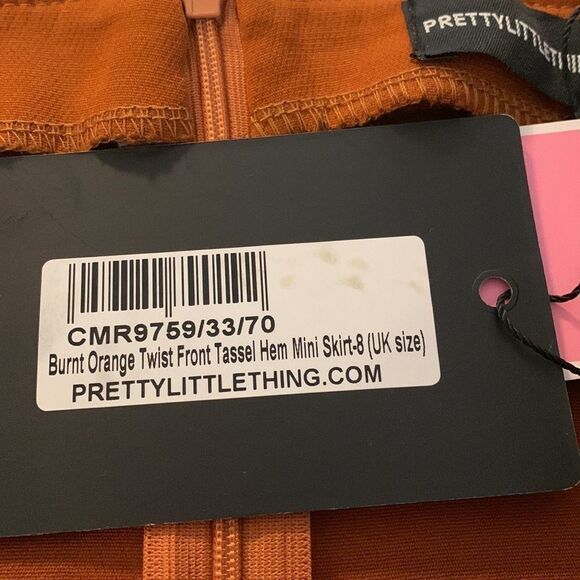 PRETTYLITTLETHING
CMR9759/33/70
Burnt Orange Twist Front Tassel Hem Mini Skirt-8 (UK size)
PRETTYLITTLETHING.COM